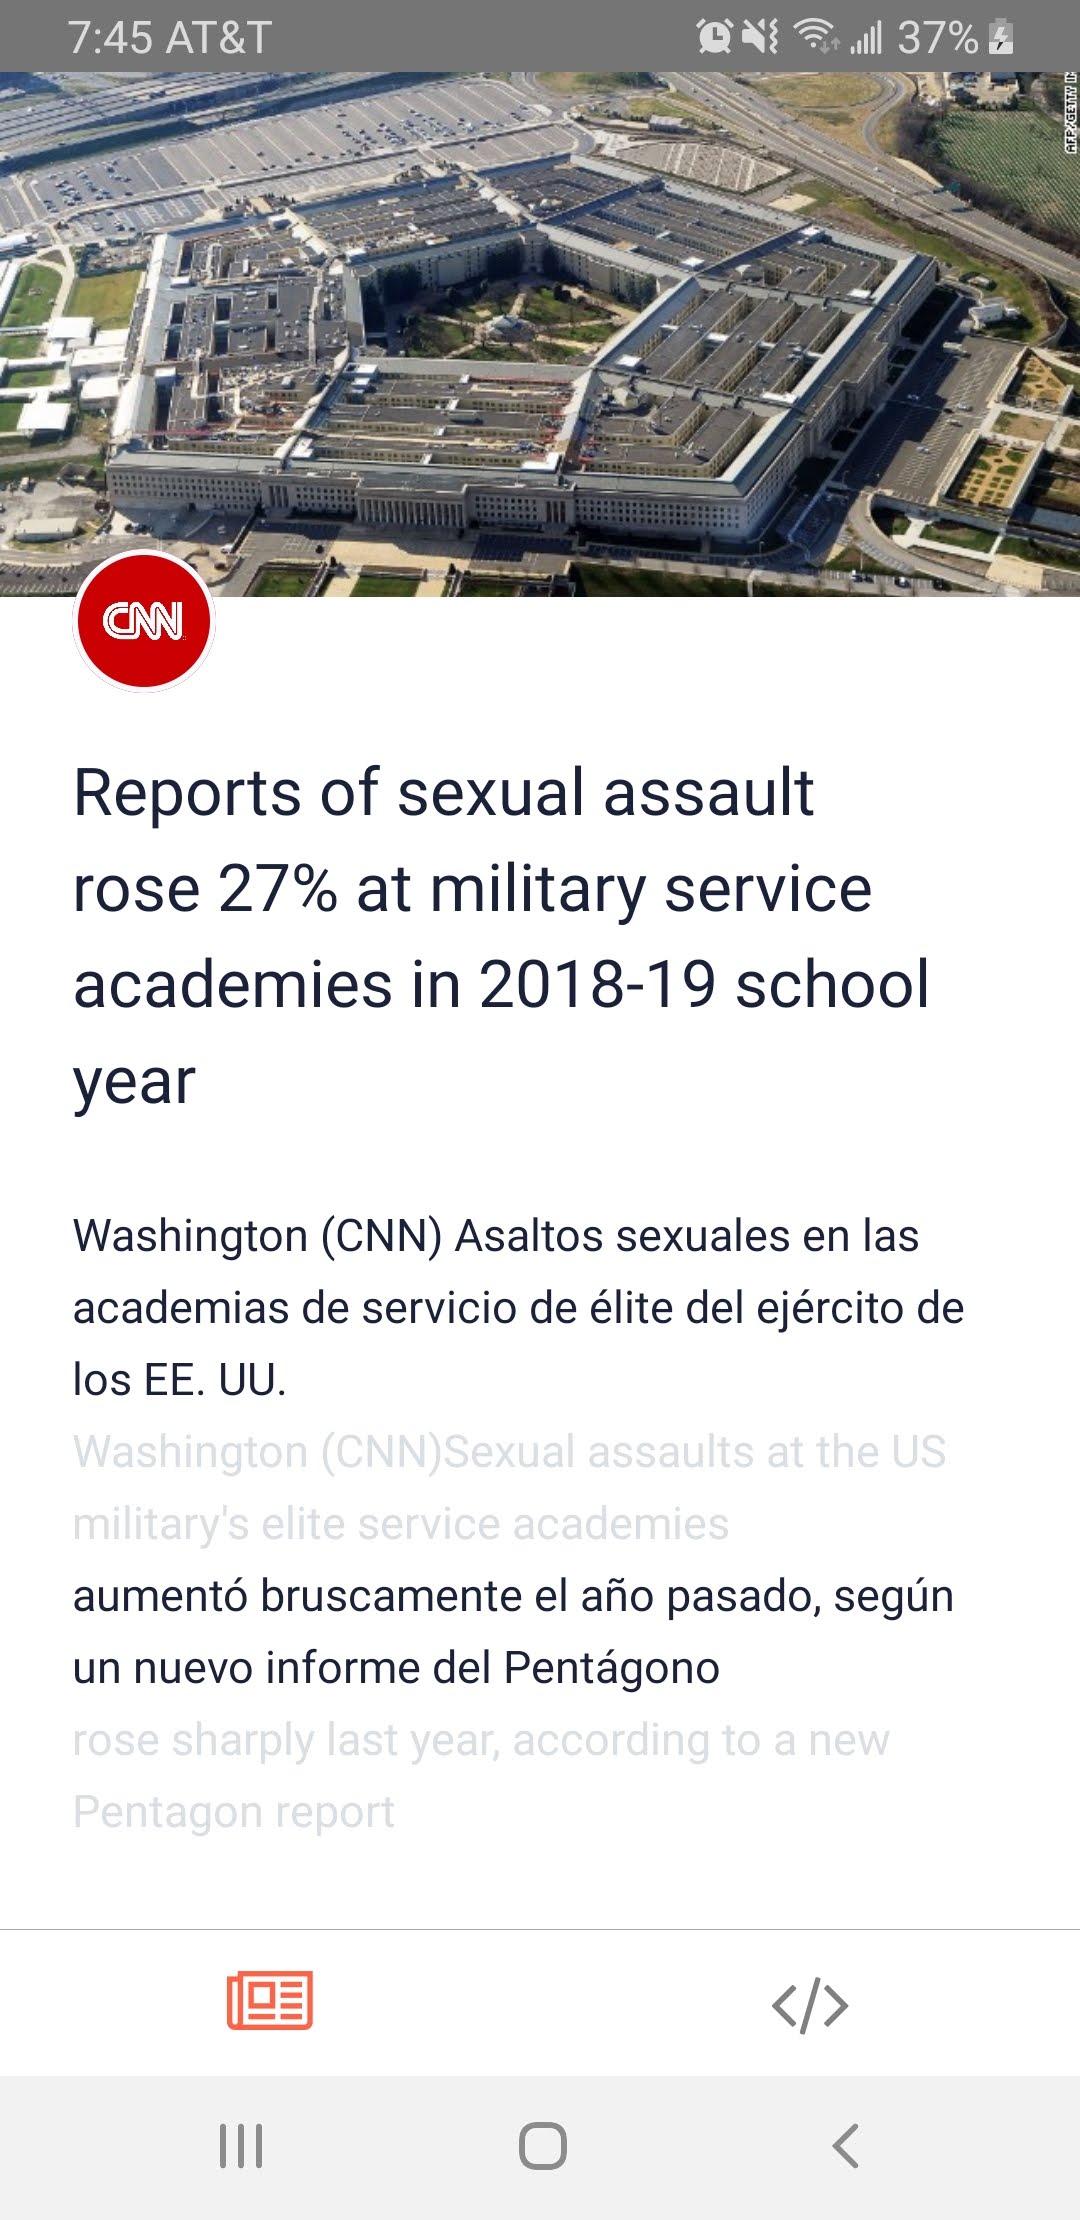 7:45 AT&T 37%
AFP/GETTY
CNN
Reports of sexual assault
rose 27% at military service
academies in 2018-19 school
year
Washington (CNN) Asaltos sexuales en las
academias de servicio de élite del ejército de
los EE. UU.
Washington (CNN)Sexual assaults at the US
military's elite service academies
aumentó bruscamente el año pasado, según
un nuevo informe del Pentágono
rose sharply last year, according to a new
Pentagon report